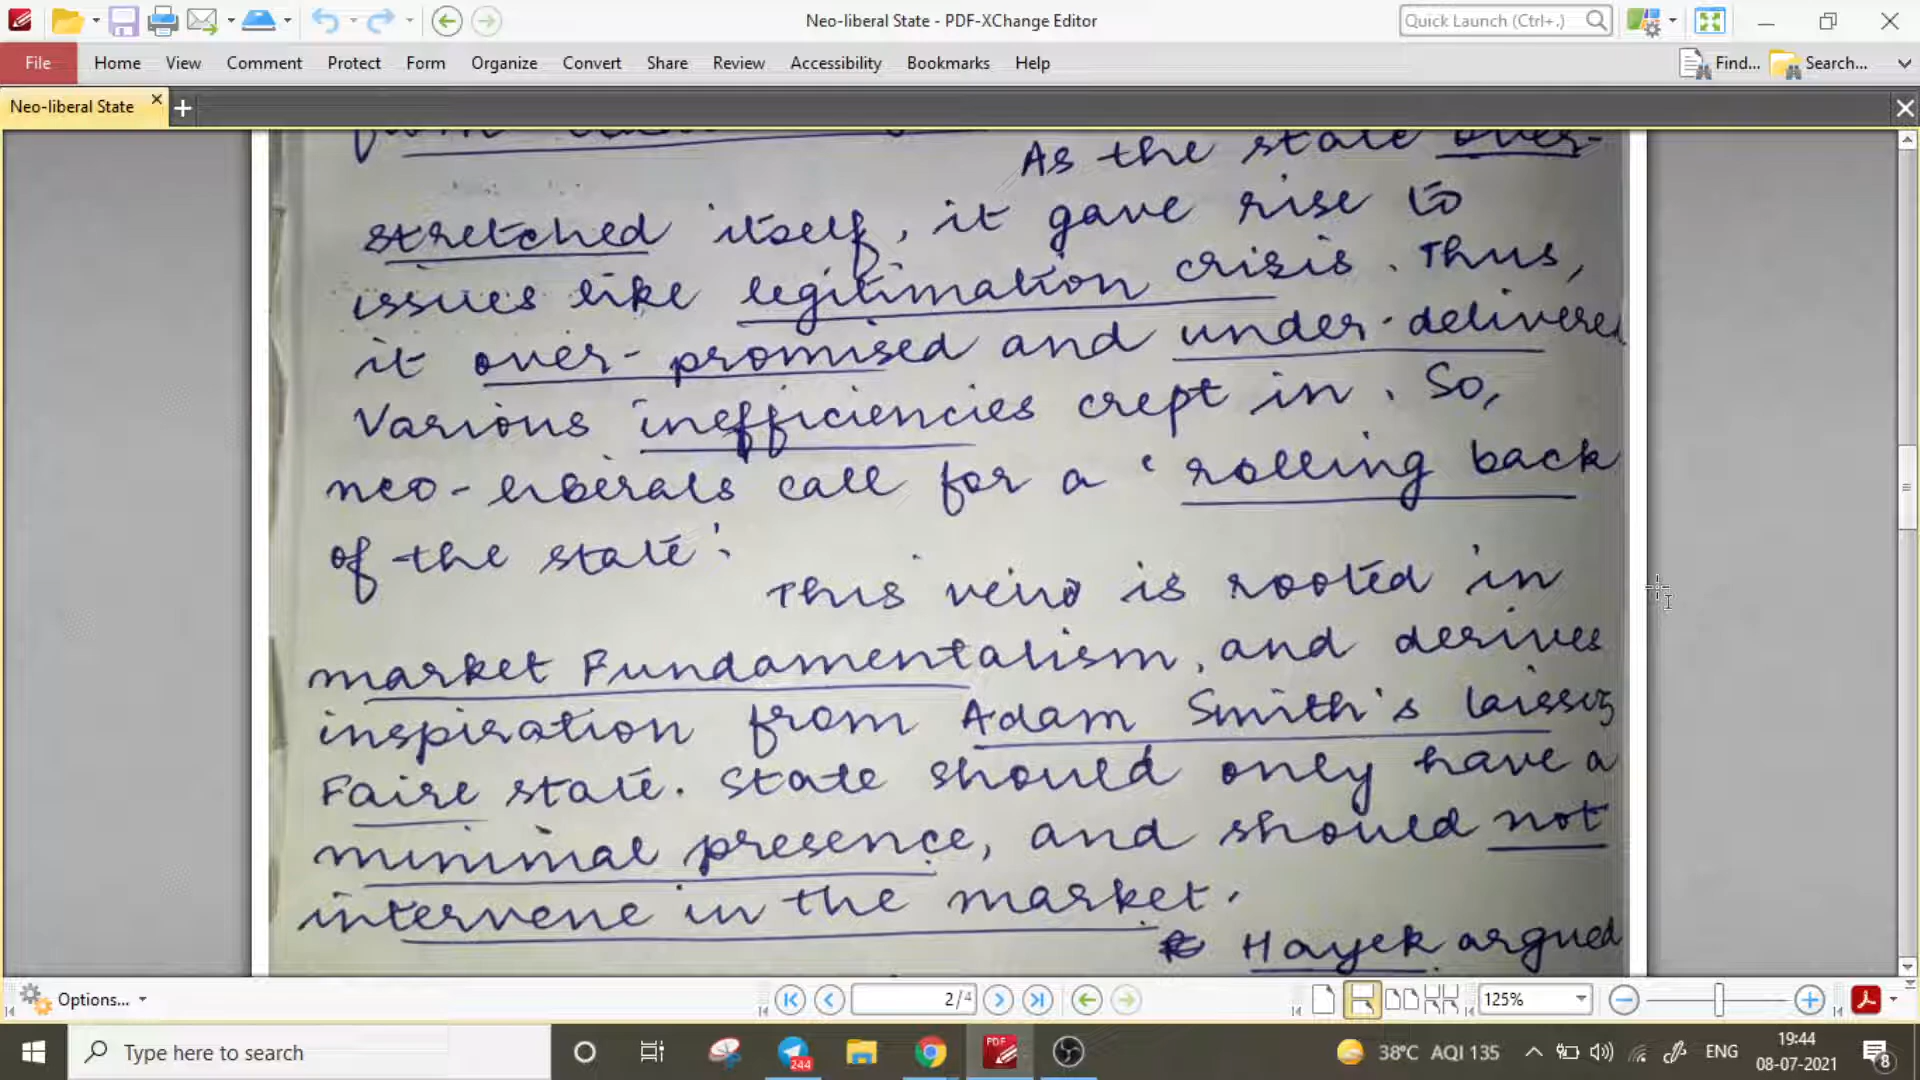 Neo-liberal State - PDF-XChange Editor
Quick Launch (Ctrl+.)
File Home View Comment Protect Form Organize Convert Share Review Accessibility Bookmarks Help Find... Search...
Neo-liberal State
As the state over-
stretched itself, it gave rise to
issues like legitimation crisis. Thus,
it over-promised and under-delivered
Various inefficiencies crept in. So,
neo-liberals call for a 'rolling back
of the state'.
This view is rooted in
market Fundamentalism, and derives
inspiration from Adam Smith's laissez
Faire state. State should only have a
minimal presence, and should not
intervene in the market.
Hayek argued
Options... 2/4 125%
Type here to search
244
38°C AQI 135 ENG
19:44
08-07-2021
8